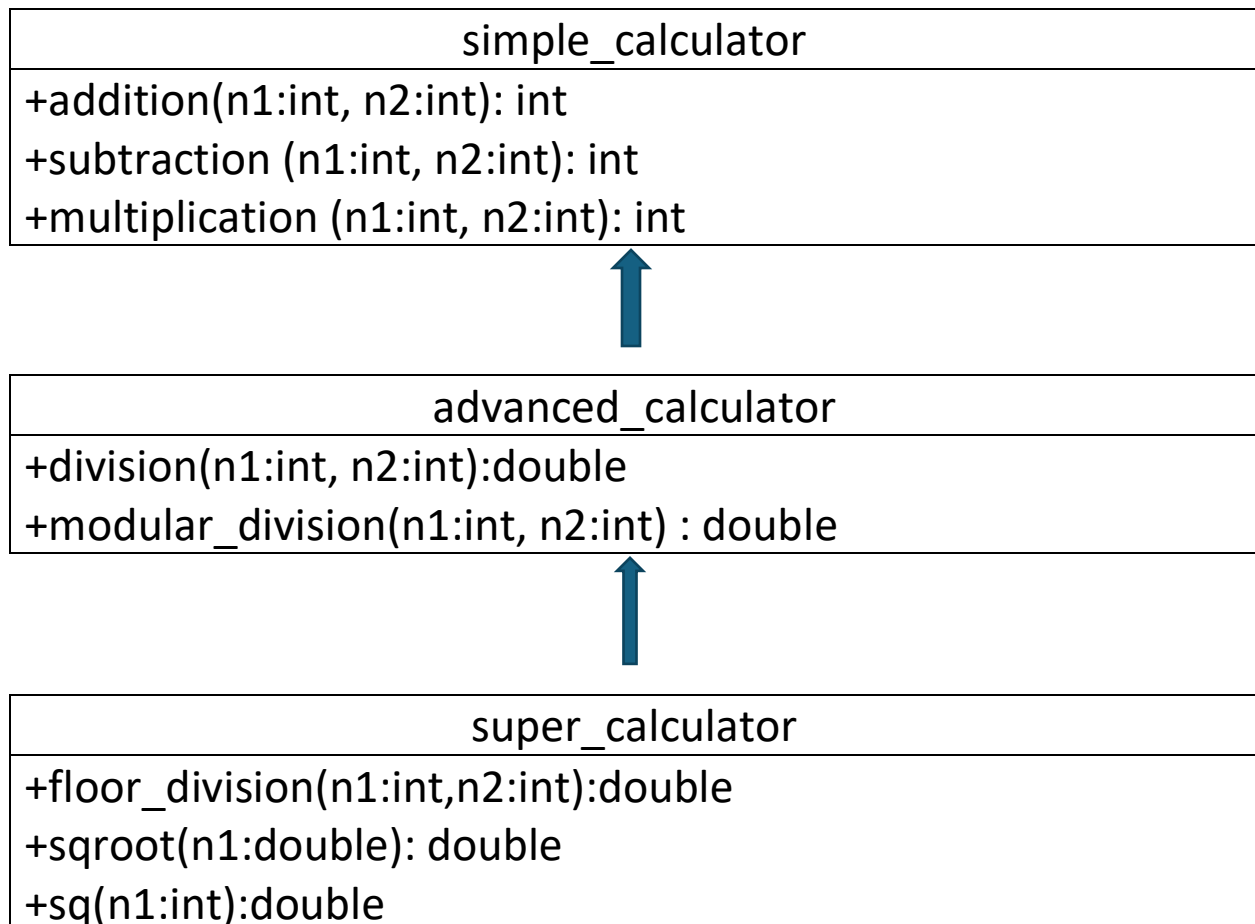 simple_calculator
+addition(n1:int, n2:int): int
+subtraction (n1:int, n2:int): int
+multiplication (n1:int, n2:int): int
advanced_calculator
+division(n1:int, n2:int):double
+modular_division(n1:int, n2:int) : double
super_calculator
+floor_division(n1:int,n2:int):double
+sqroot(n1:double): double
+sq(n1:int):double